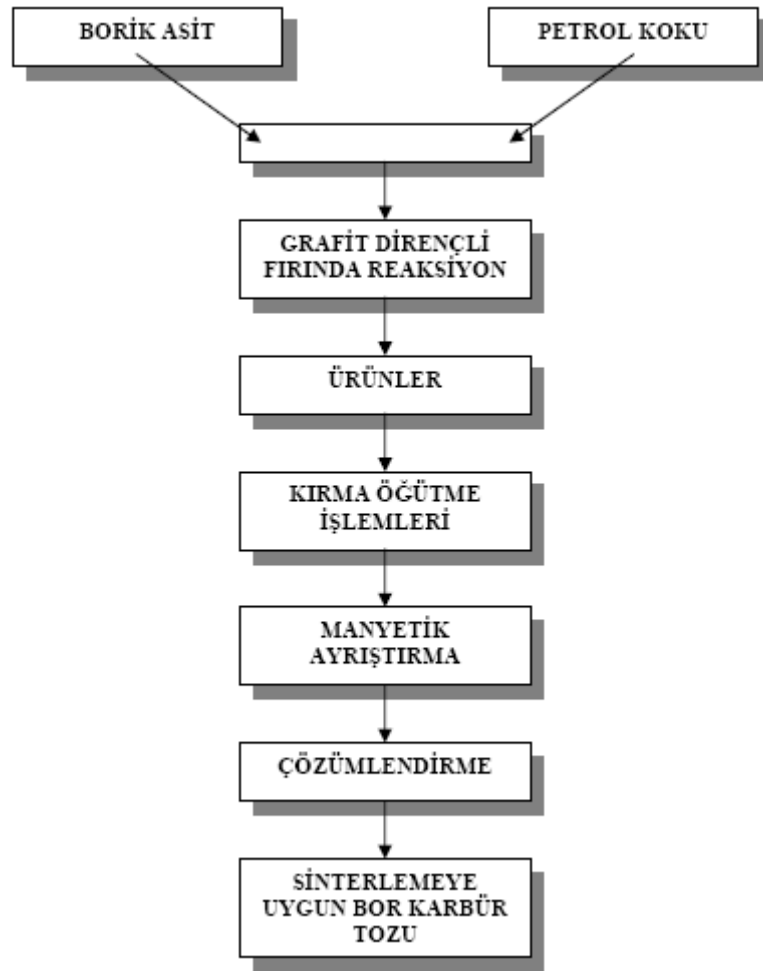 BORİK ASİT
PETROL KOKU
GRAFİT DİRENÇLİ
FIRINDA REAKSİYON
ÜRÜNLER
KIRMA ÖĞÜTME
İŞLEMLERİ
MANYETİK
AYRIŞTIRMA
ÇÖZÜMLENDİRME
SİNTERLEMEYE
UYGUN BOR KARBÜR
TOZU